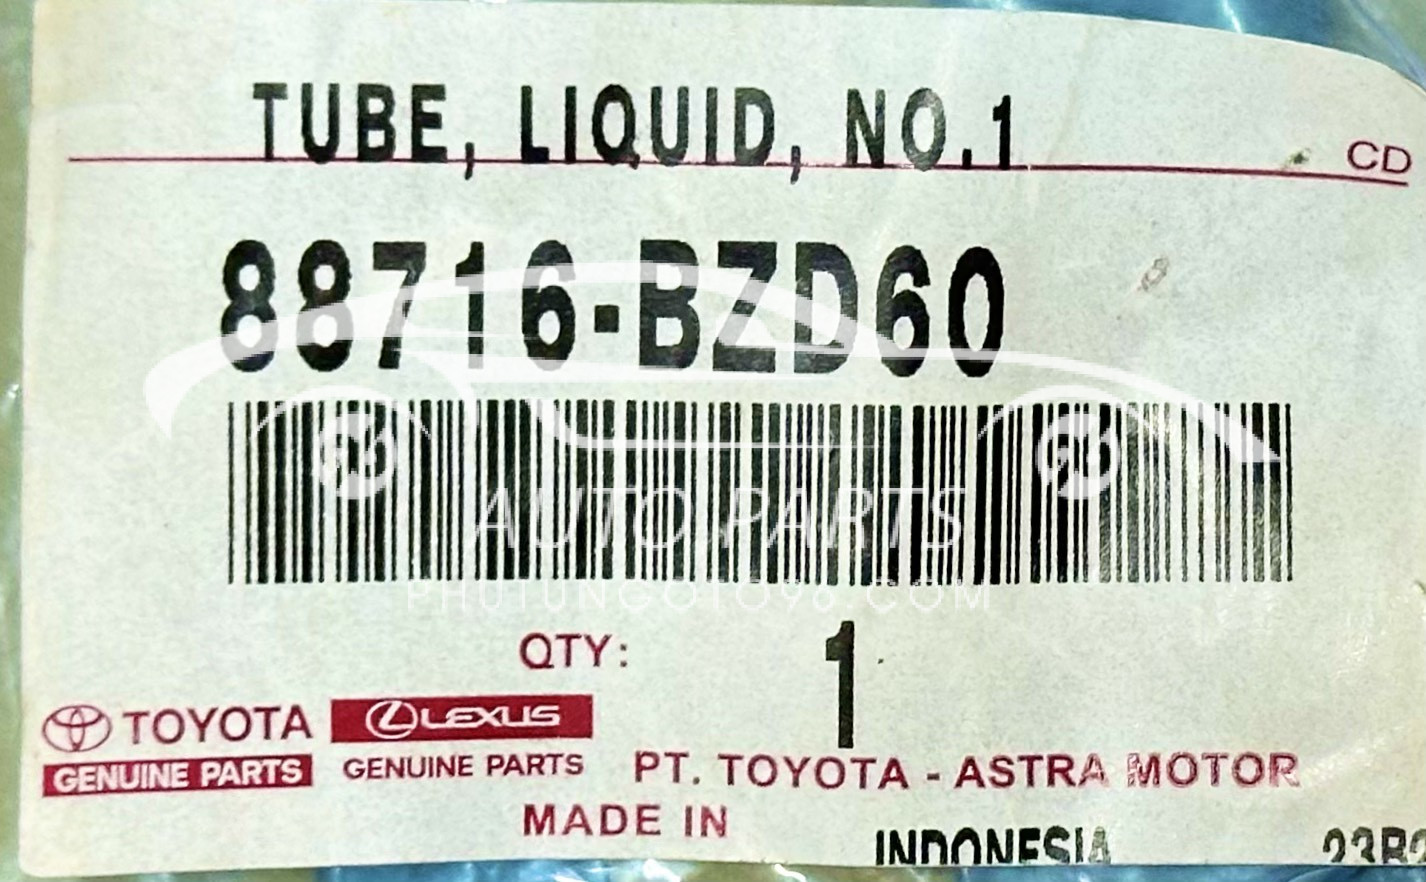 TUBE, LIQUID, NO.1
CD
88716-BZD60
AUTO PARTS
PHUTUNGOTO96.COM
QTY: 1
TOYOTA LEXUS
GENUINE PARTS GENUINE PARTS PT. TOYOTA - ASTRA MOTOR
MADE IN
INDONESIA